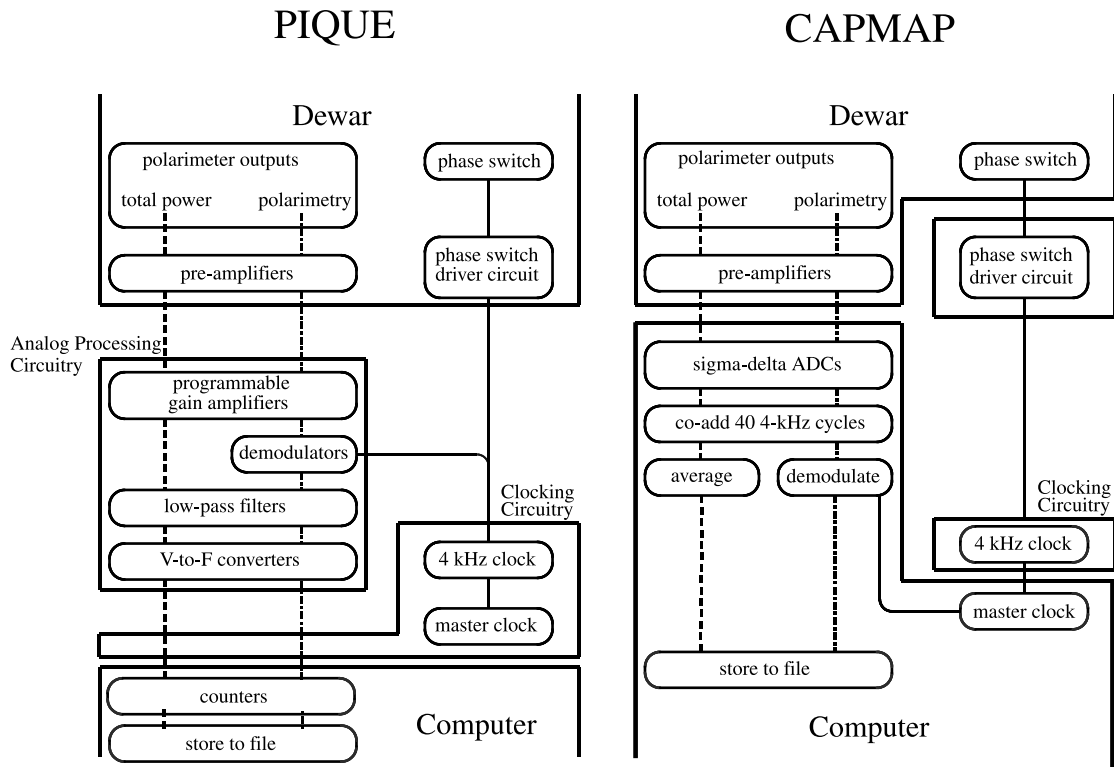 PIQUE
Dewar
polarimeter outputs
total power
polarimetry
pre-amplifiers
phase switch
phase switch
driver circuit
Analog Processing
Circuitry
programmable
gain amplifiers
demodulators
low-pass filters
V-to-F converters
Clocking
Circuitry
4 kHz clock
master clock
counters
store to file
Computer
CAPMAP
Dewar
polarimeter outputs
total power
polarimetry
pre-amplifiers
phase switch
phase switch
driver circuit
sigma-delta ADCs
co-add 40 4-kHz cycles
average
demodulate
Clocking
Circuitry
4 kHz clock
master clock
store to file
Computer